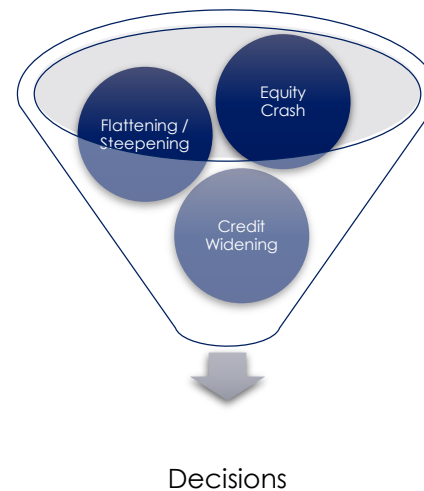 Equity
Crash
Flattening /
Steepening
Credit
Widening
Decisions